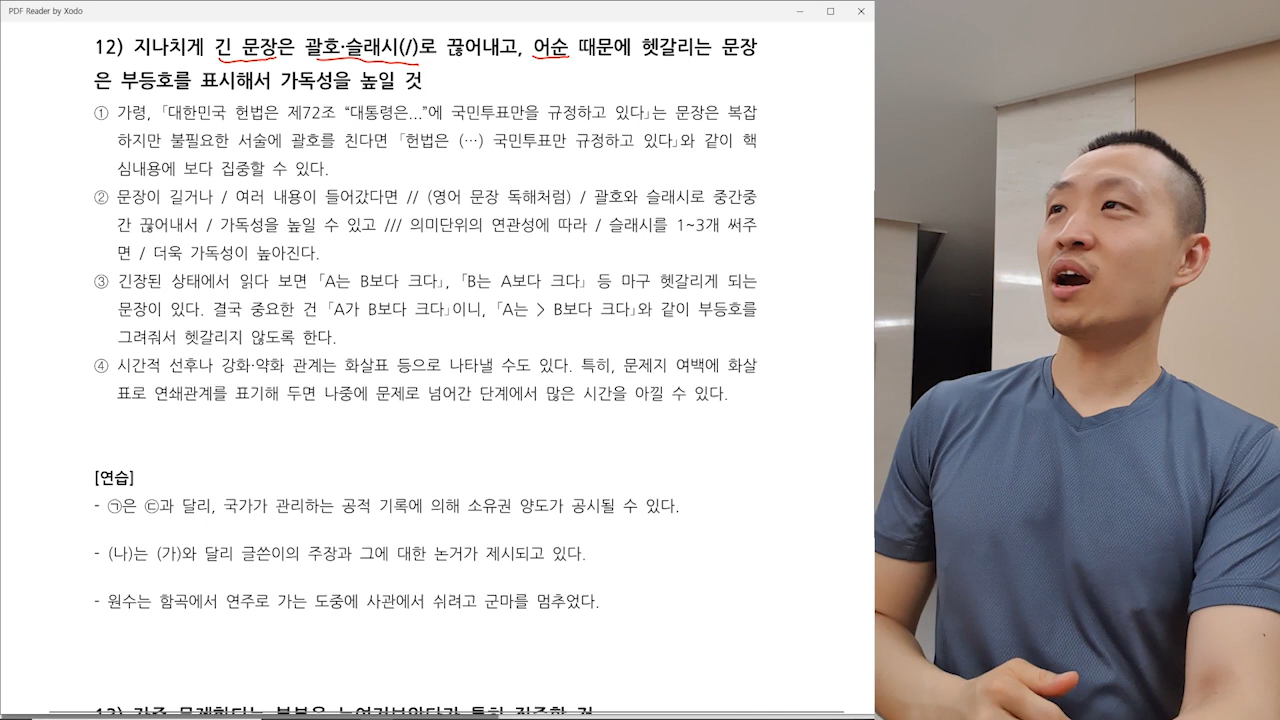 PDF Reader by Xodo
12) 지나치게 긴 문장은 괄호·슬래시(/)로 끊어내고, 어순 때문에 헷갈리는 문장
은 부등호를 표시해서 가독성을 높일 것
① 가령, 「대한민국 헌법은 제72조 “대통령은...”에 국민투표만을 규정하고 있다」는 문장은 복잡
하지만 불필요한 서술에 괄호를 친다면 「헌법은 (…) 국민투표만 규정하고 있다」와 같이 핵
심내용에 보다 집중할 수 있다.
② 문장이 길거나 / 여러 내용이 들어갔다면 // (영어 문장 독해처럼) / 괄호와 슬래시로 중간중
간 끊어내서 / 가독성을 높일 수 있고 /// 의미단위의 연관성에 따라 / 슬래시를 1~3개 써주
면 / 더욱 가독성이 높아진다.
③ 긴장된 상태에서 읽다 보면 「A는 B보다 크다」, 「B는 A보다 크다」 등 마구 헷갈리게 되는
문장이 있다. 결국 중요한 건 「A가 B보다 크다」이니, 「A는 > B보다 크다」와 같이 부등호를
그려줘서 헷갈리지 않도록 한다.
④ 시간적 선후나 강화·약화 관계는 화살표 등으로 나타낼 수도 있다. 특히, 문제지 여백에 화살
표로 연쇄관계를 표기해 두면 나중에 문제로 넘어간 단계에서 많은 시간을 아낄 수 있다.
[연습]
- ㉠은 ㉢과 달리, 국가가 관리하는 공적 기록에 의해 소유권 양도가 공시될 수 있다.
- (나)는 (가)와 달리 글쓴이의 주장과 그에 대한 논거가 제시되고 있다.
- 원수는 함곡에서 연주로 가는 도중에 사관에서 쉬려고 군마를 멈추었다.